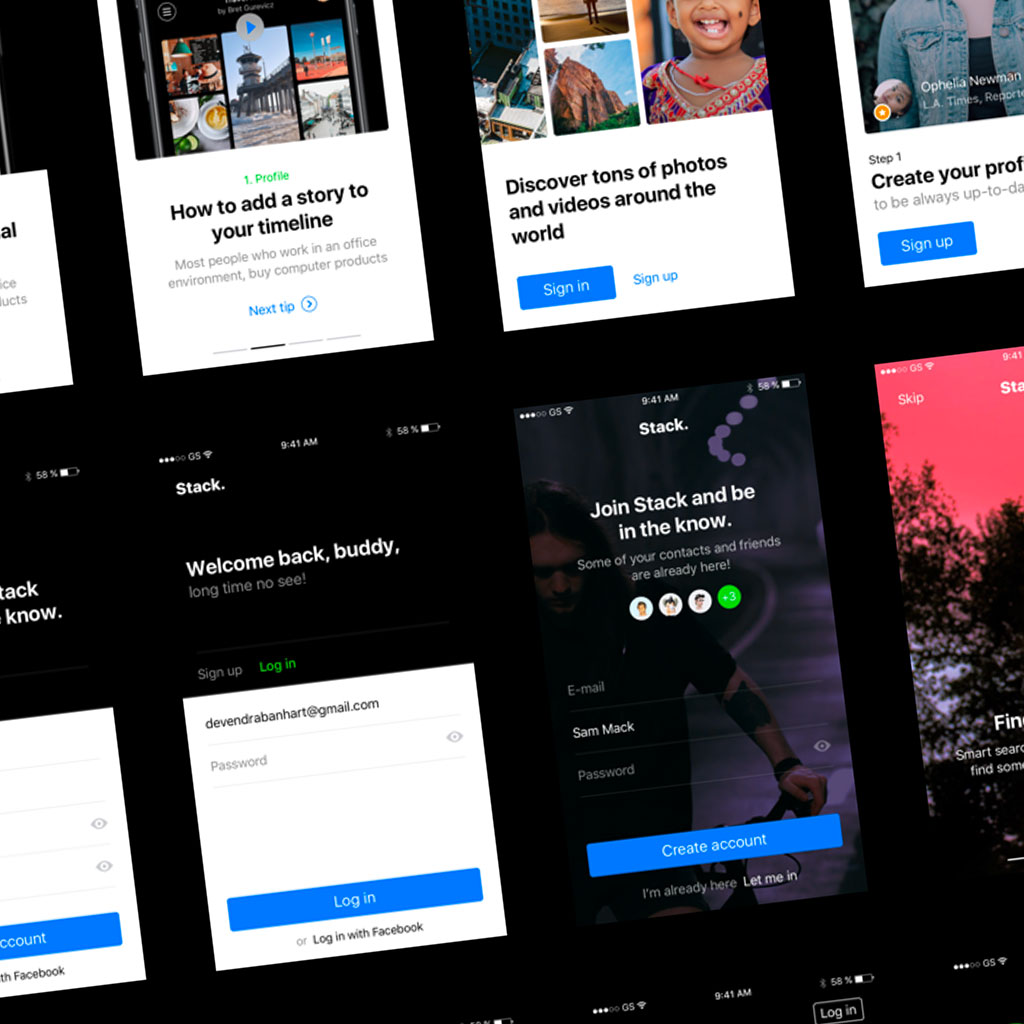 by Bret Gurevicz
1. Profile
How to add a story to
your timeline
Most people who work in an office
environment, buy computer products
Next tip
Discover tons of photos
and videos around the
world
Sign in
Sign up
Ophelia Newman
L.A. Times, Reporte
Step 1
Create your prof
to be always up-to-da
Sign up
al
ice
ucts
58 %
tack
know.
ccount
th Facebook
GS 9:41 AM 58 %
Stack.
Welcome back, buddy,
long time no see!
Sign up Log in
devendrabanhart@gmail.com
Password
Log in
or Log in with Facebook
GS 9:41 AM 58 %
Stack.
Join Stack and be
in the know.
Some of your contacts and friends
are already here!
+3
E-mail
Sam Mack
Password
Create account
I'm already here Let me in
GS 9:41
Skip
Sta
Fin
Smart searc
find some
GS 9:41 AM 58 %
Log in
GS